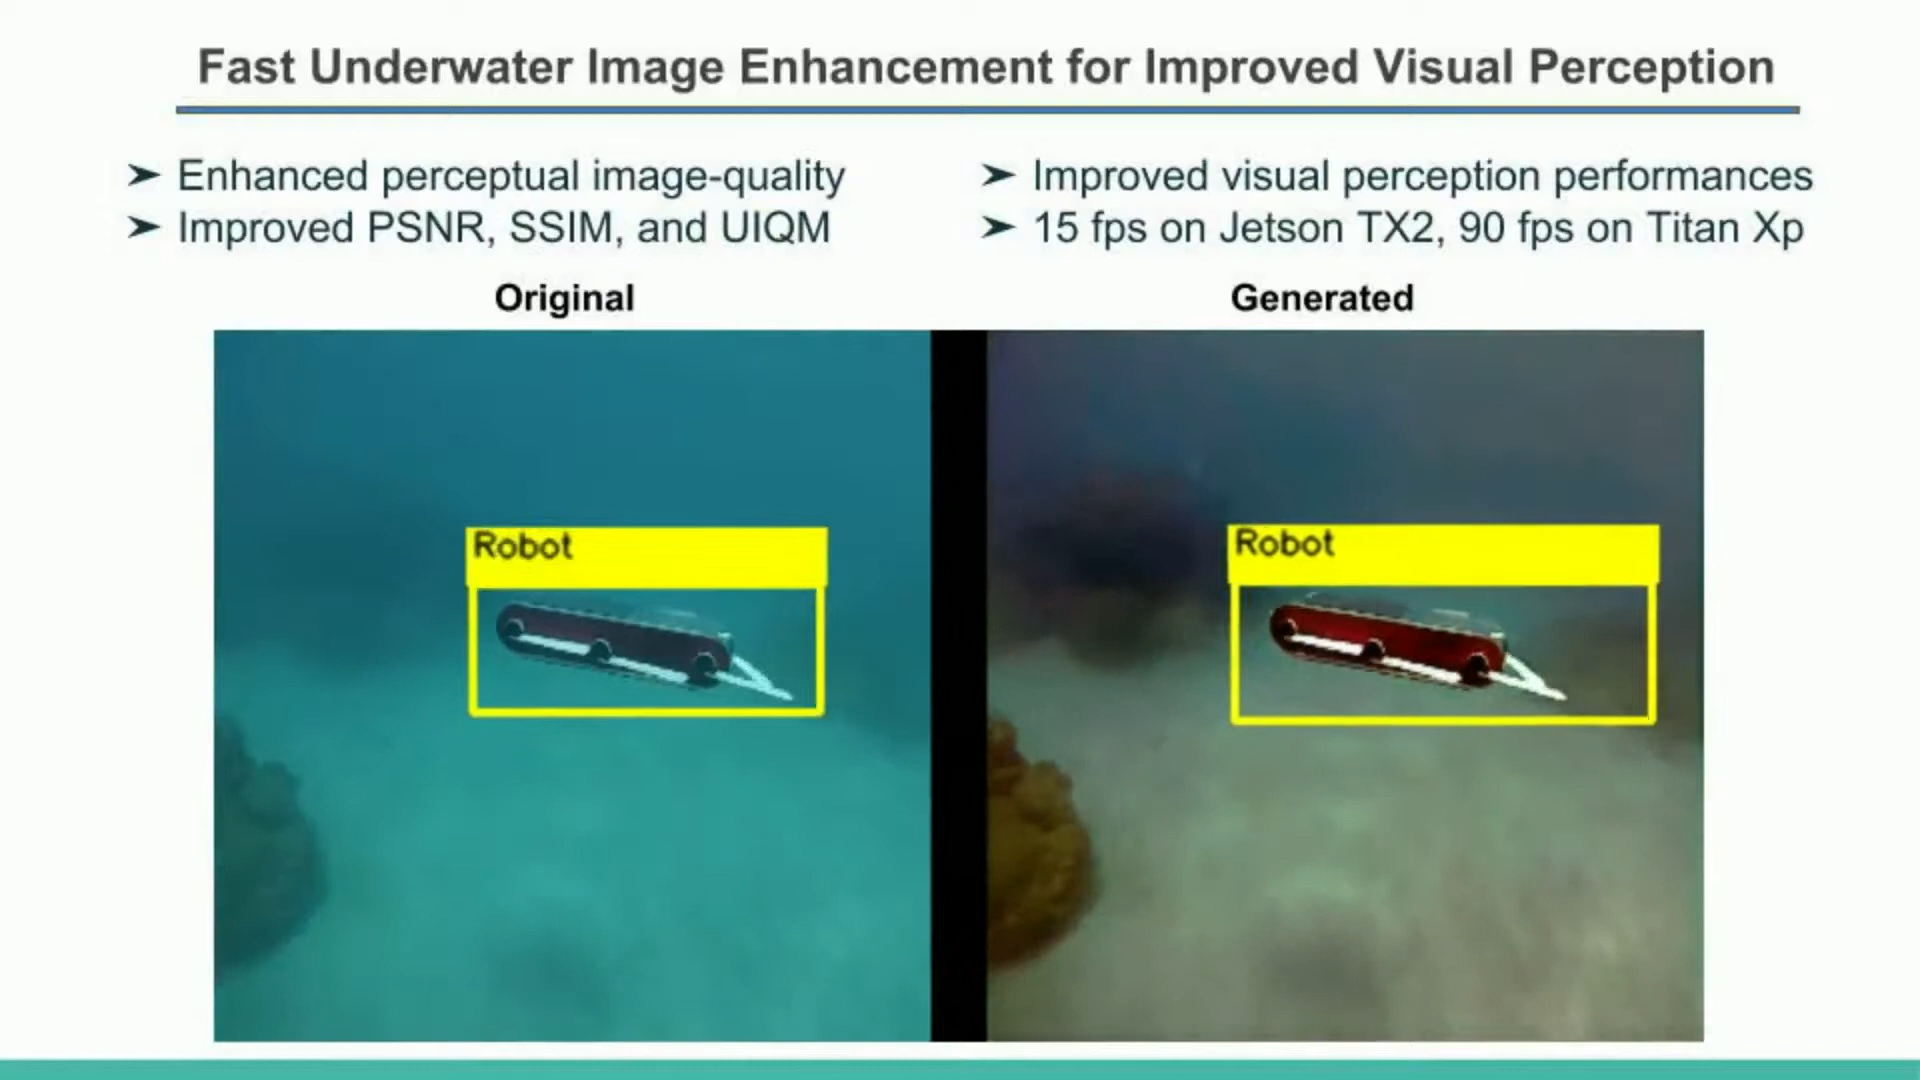 Fast Underwater Image Enhancement for Improved Visual Perception
➤ Enhanced perceptual image-quality
➤ Improved PSNR, SSIM, and UIQM
➤ Improved visual perception performances
➤ 15 fps on Jetson TX2, 90 fps on Titan Xp
Original
Generated
Robot
Robot